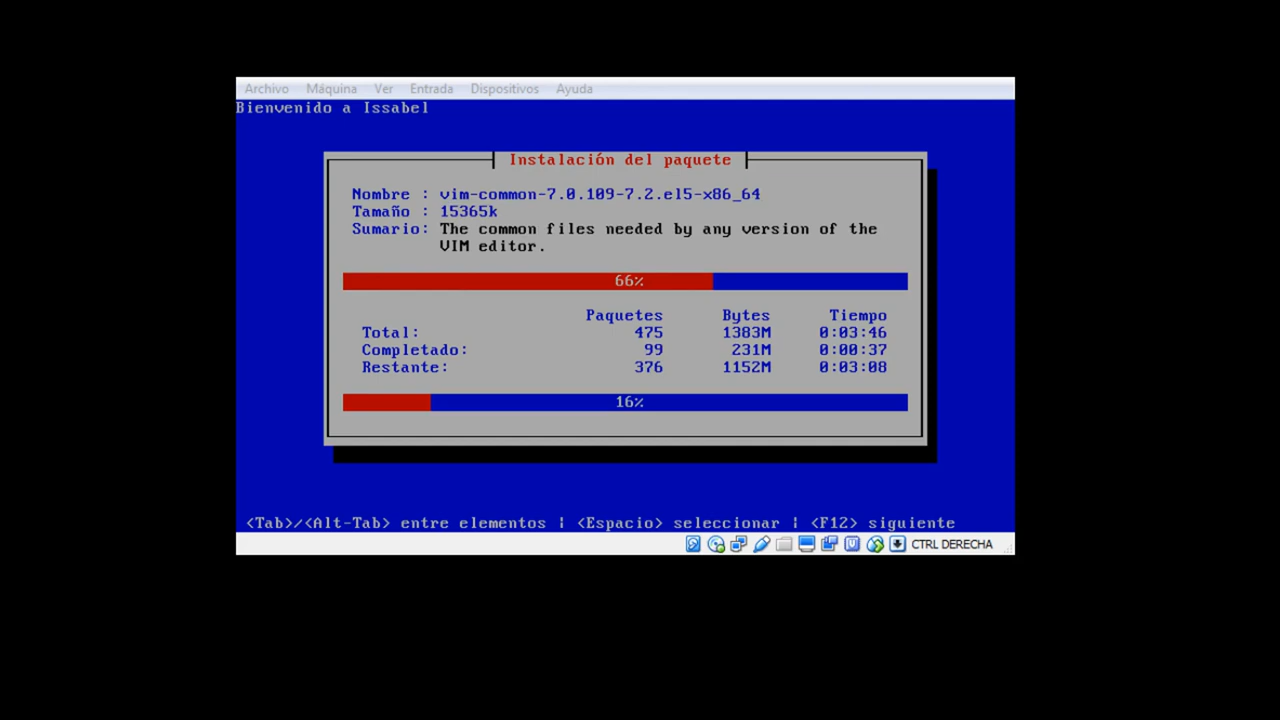 Archivo Máquina Ver Entrada Dispositivos Ayuda
Bienvenido a Issabel
Instalación del paquete
Nombre : vim-common-7.0.109-7.2.el5-x86_64
Tamaño : 15365k
Sumario: The common files needed by any version of the
VIM editor.
66%
Paquetes Bytes Tiempo
Total: 475 1383M 0:03:46
Completado: 99 231M 0:00:37
Restante: 376 1152M 0:03:08
16%
<Tab>/<Alt-Tab> entre elementos | <Espacio> seleccionar | <F12> siguiente
CTRL DERECHA